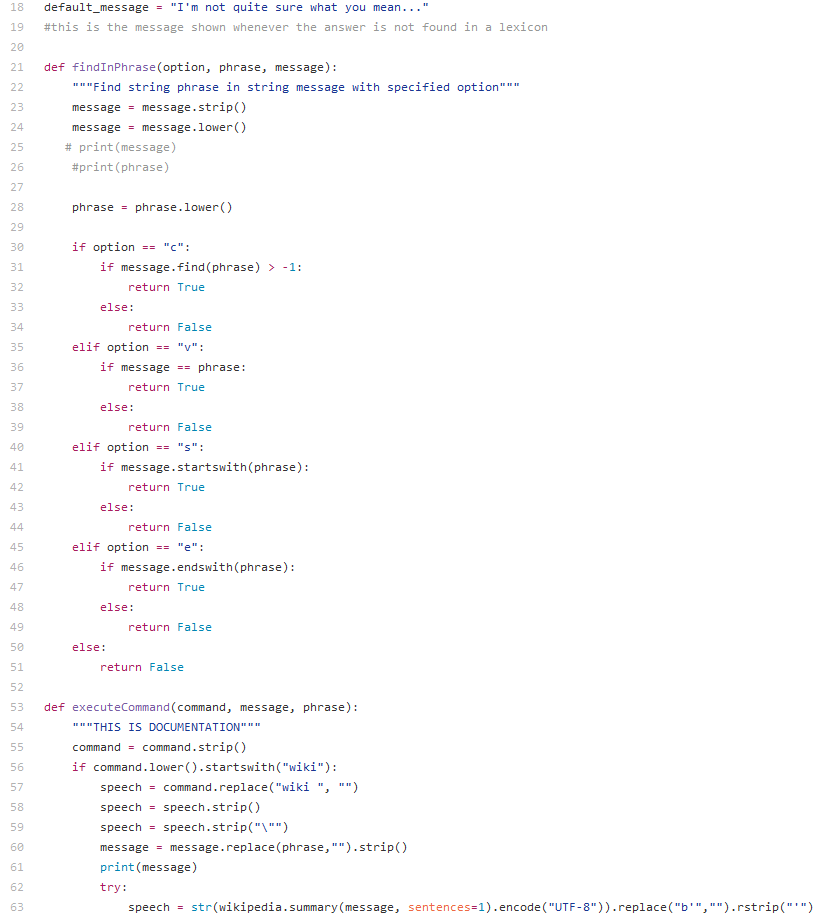 18 default_message = "I'm not quite sure what you mean..."
19 #this is the message shown whenever the answer is not found in a lexicon
20
21 def findInPhrase(option, phrase, message):
22     """Find string phrase in string message with specified option"""
23     message = message.strip()
24     message = message.lower()
25    # print(message)
26     #print(phrase)
27
28     phrase = phrase.lower()
29
30     if option == "c":
31         if message.find(phrase) > -1:
32             return True
33         else:
34             return False
35     elif option == "v":
36         if message == phrase:
37             return True
38         else:
39             return False
40     elif option == "s":
41         if message.startswith(phrase):
42             return True
43         else:
44             return False
45     elif option == "e":
46         if message.endswith(phrase):
47             return True
48         else:
49             return False
50     else:
51         return False
52
53 def executeCommand(command, message, phrase):
54     """THIS IS DOCUMENTATION"""
55     command = command.strip()
56     if command.lower().startswith("wiki"):
57         speech = command.replace("wiki ", "")
58         speech = speech.strip()
59         speech = speech.strip("\"")
60         message = message.replace(phrase,"").strip()
61         print(message)
62         try:
63             speech = str(wikipedia.summary(message, sentences=1).encode("UTF-8")).replace("b'","").rstrip("'")